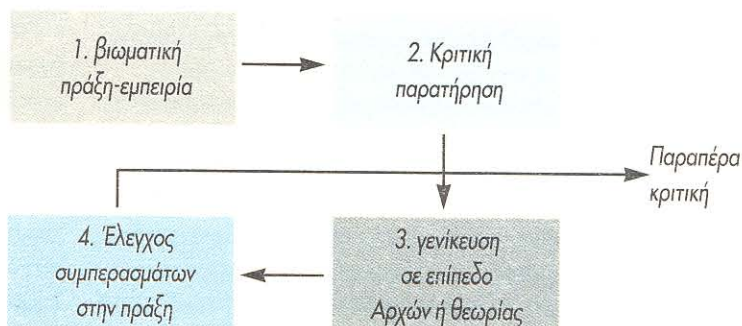 1. βιωματική
πράξη-εμπειρία
2. Κριτική
παρατήρηση
Παραπέρα
κριτική
4. Έλεγχος
συμπερασμάτων
στην πράξη
3. γενίκευση
σε επίπεδο
Αρχών ή θεωρίας